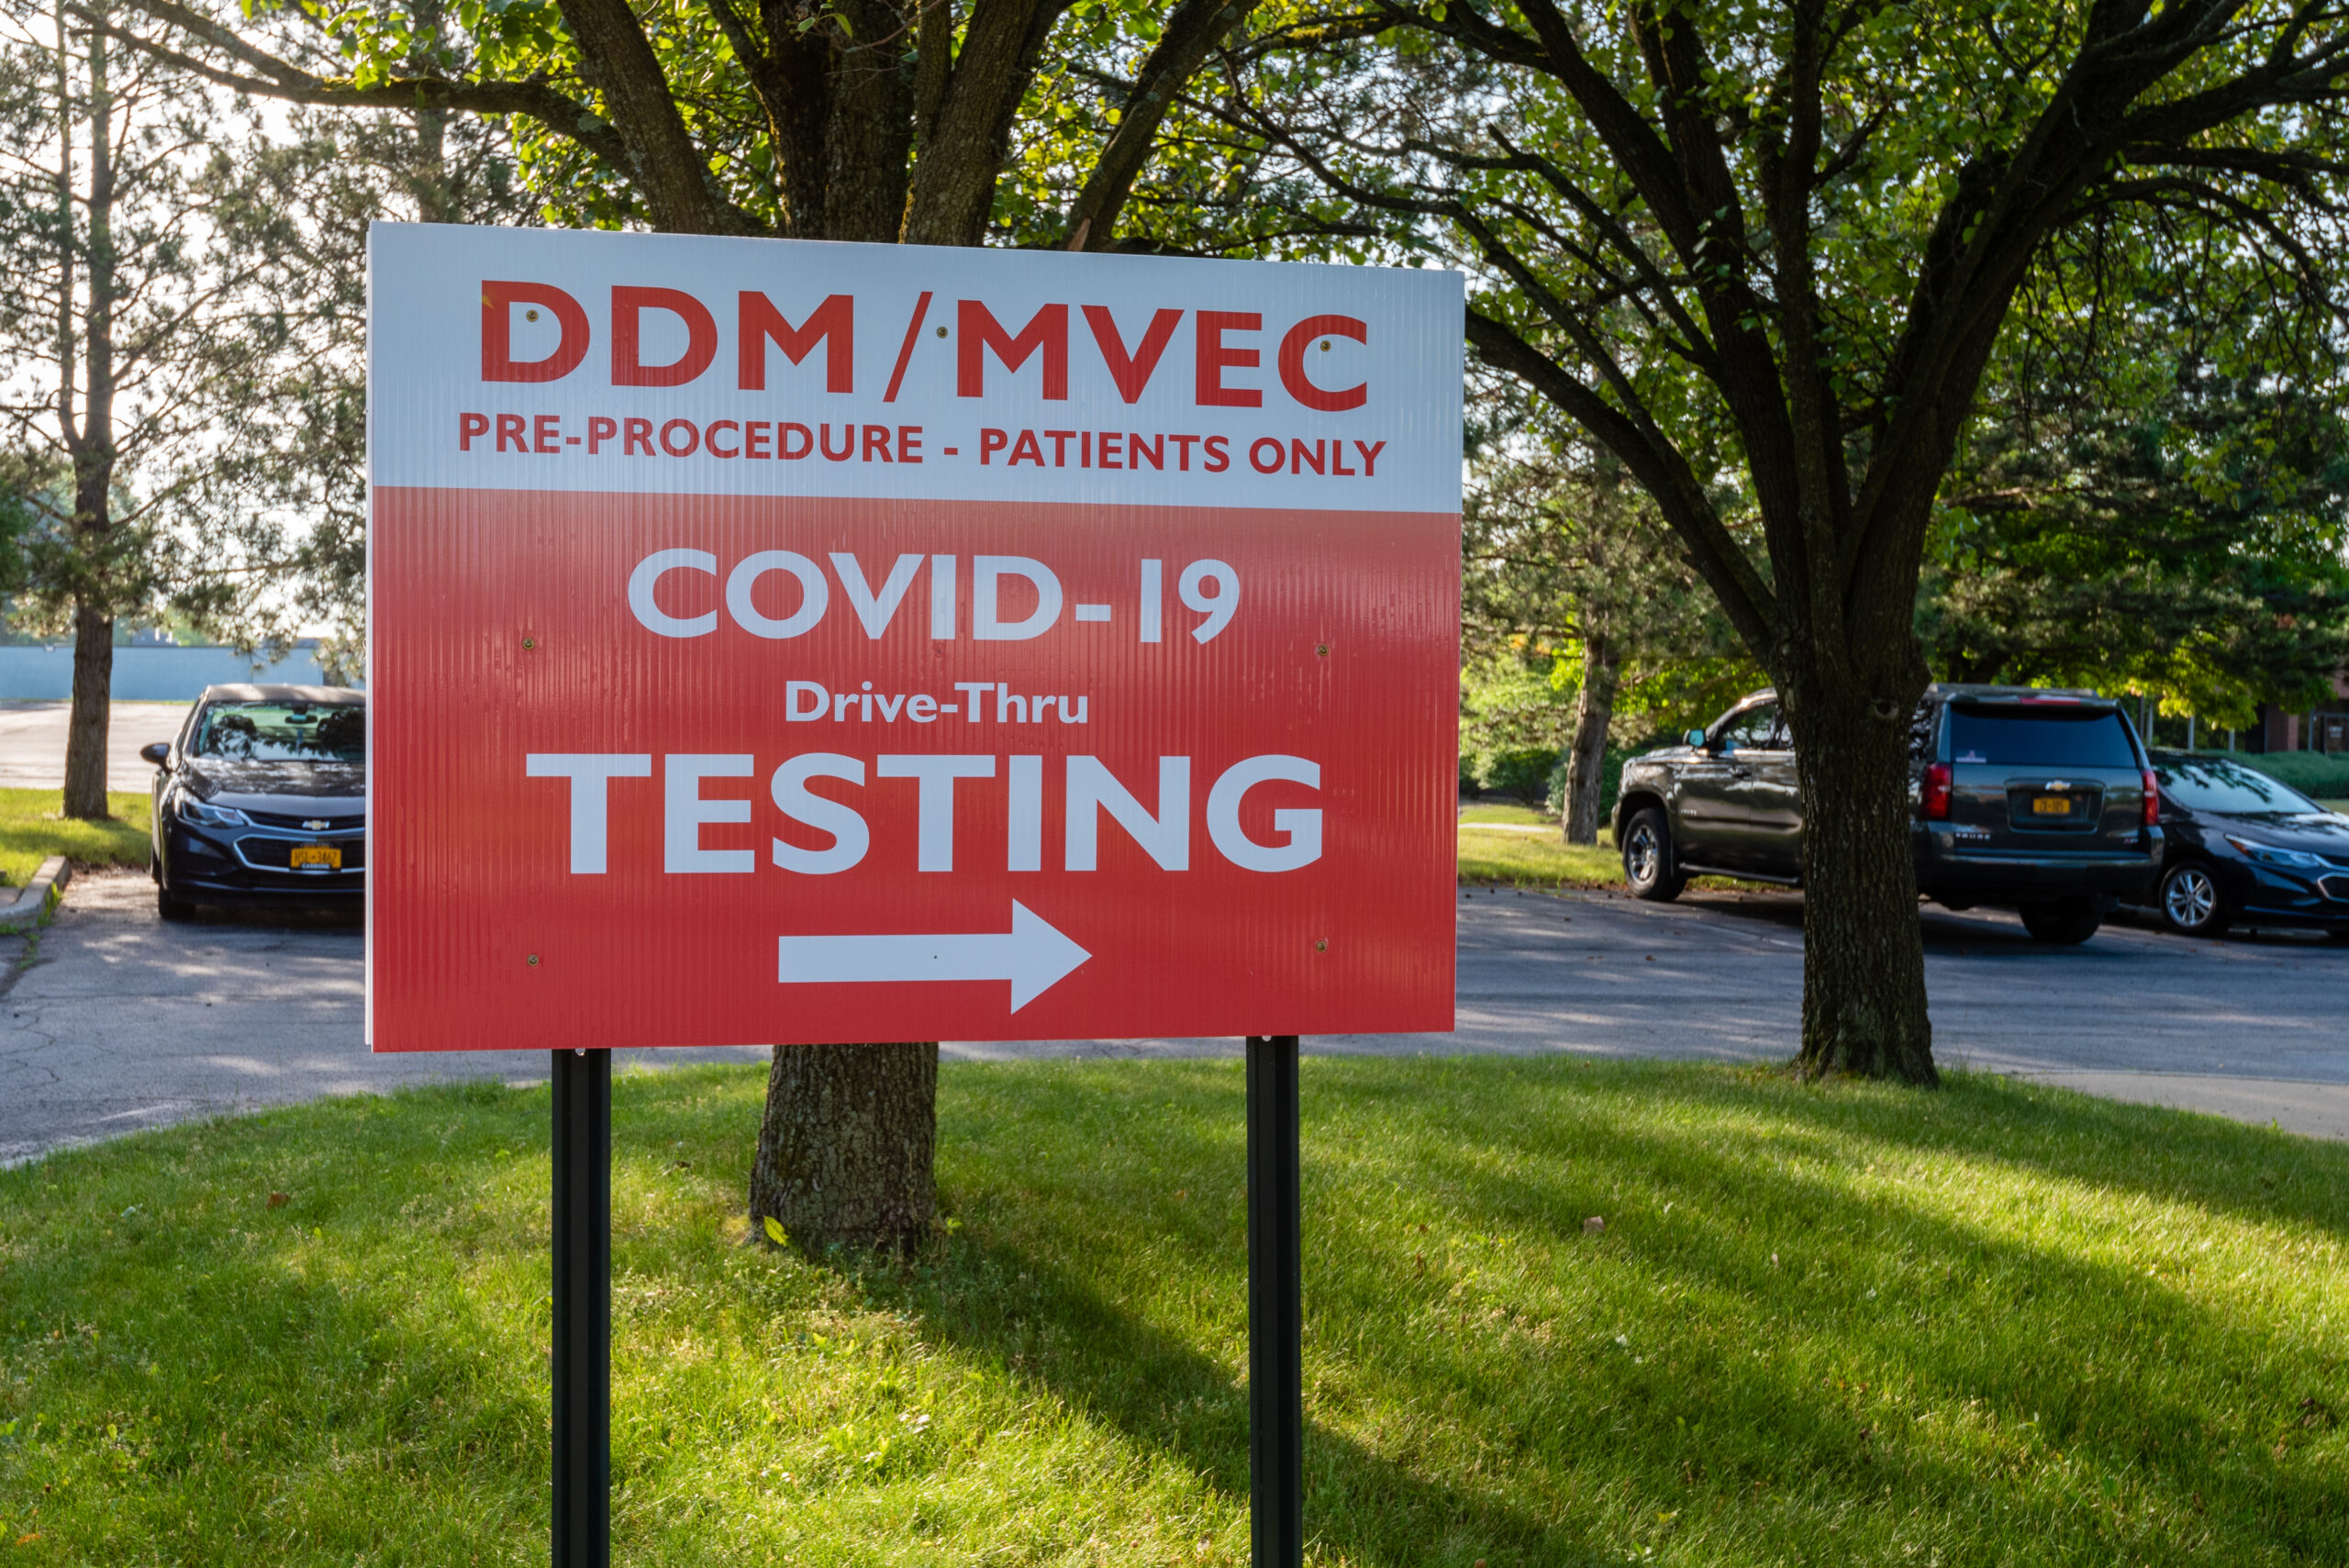 DDM/MVEC
PRE-PROCEDURE - PATIENTS ONLY
COVID-19
Drive-Thru
TESTING